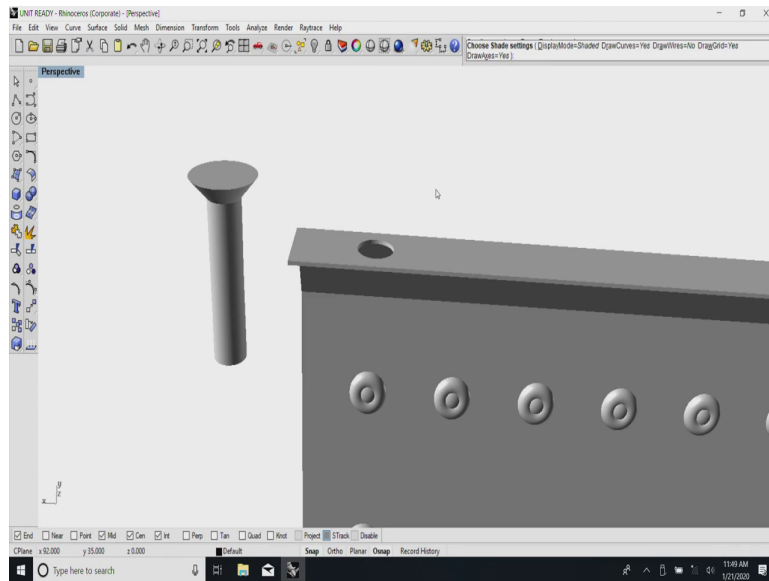 UNIT READY - Rhinoceros (Corporate) - [Perspective]
File Edit View Curve Surface Solid Mesh Dimension Transform Tools Analyze Render Raytrace Help
Choose Shade settings ( DisplayMode=Shaded DrawCurves=Yes DrawWires=No DrawGrid=Yes
DrawAxes=Yes ):
Perspective
y
z
x
End Near Point Mid Cen Int Perp Tan Quad Knot Project STrack Disable
CPlane x 92.000 y 35.000 z 0.000 Default Snap Ortho Planar Osnap Record History
Type here to search
11:49 AM
1/21/2020